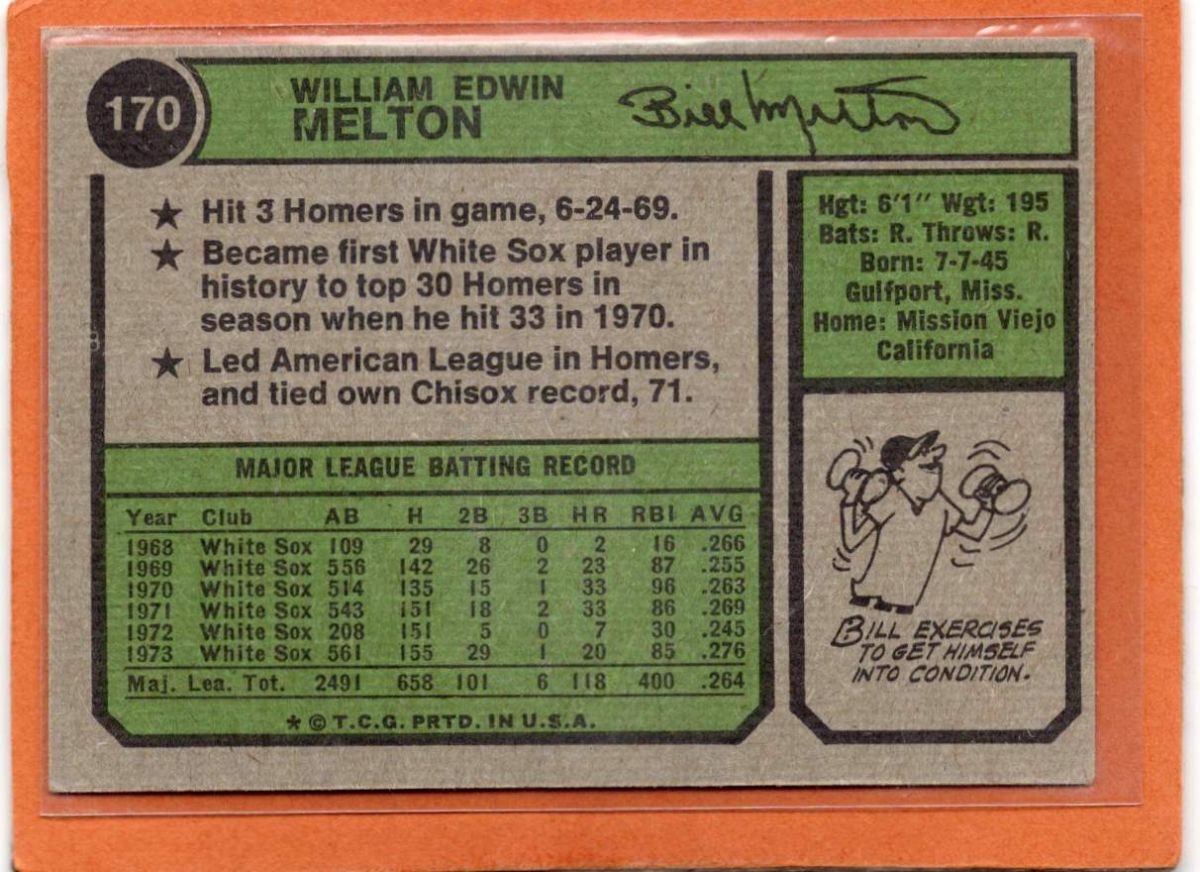 170
WILLIAM EDWIN
MELTON
Bill Melton
★ Hit 3 Homers in game, 6-24-69.
★ Became first White Sox player in
history to top 30 Homers in
season when he hit 33 in 1970.
★ Led American League in Homers,
and tied own Chisox record, 71.
Hgt: 6'1" Wgt: 195
Bats: R. Throws: R.
Born: 7-7-45
Gulfport, Miss.
Home: Mission Viejo
California
MAJOR LEAGUE BATTING RECORD
Year Club AB H 2B 3B HR RBI AVG
1968 White Sox 109 29 8 0 2 16 .266
1969 White Sox 556 142 26 2 23 87 .255
1970 White Sox 514 135 15 1 33 96 .263
1971 White Sox 543 151 18 2 33 86 .269
1972 White Sox 208 151 5 0 7 30 .245
1973 White Sox 561 155 29 1 20 85 .276
Maj. Lea. Tot. 2491 658 101 6 118 400 .264
* © T.C.G. PRTD. IN U.S.A.
BILL EXERCISES
TO GET HIMSELF
INTO CONDITION.